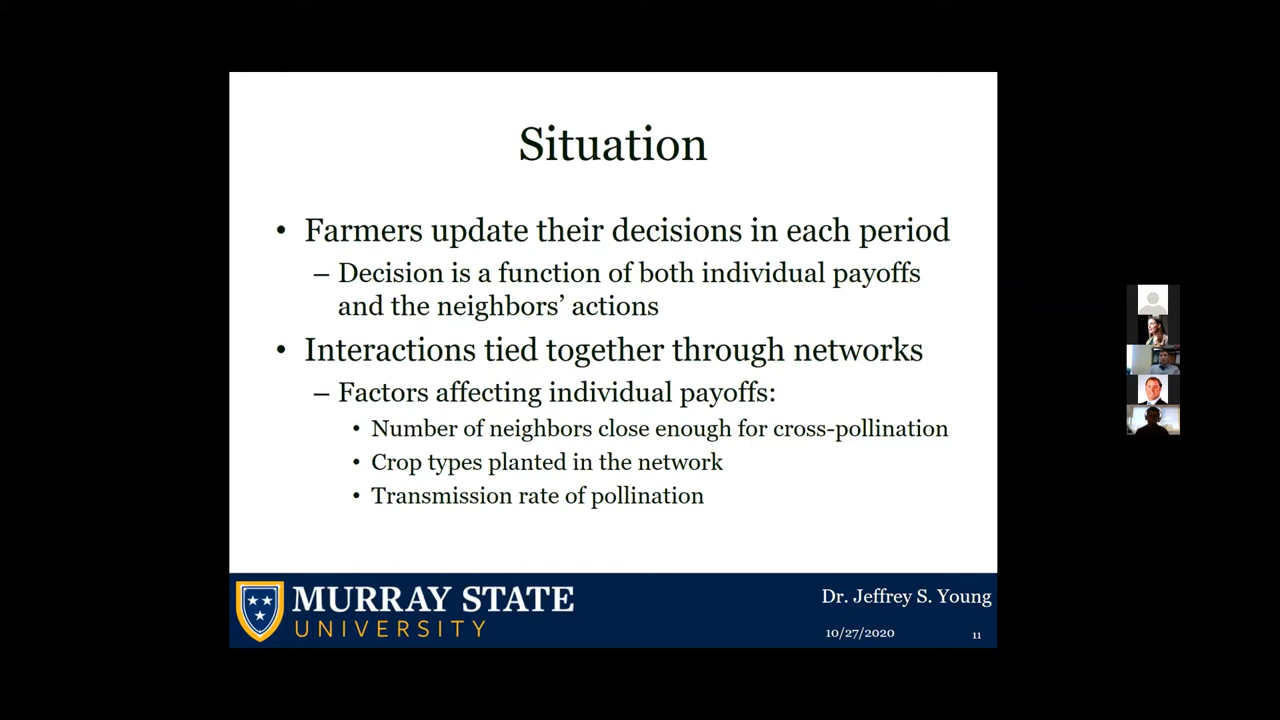 Situation
• Farmers update their decisions in each period
– Decision is a function of both individual payoffs
and the neighbors’ actions
• Interactions tied together through networks
– Factors affecting individual payoffs:
• Number of neighbors close enough for cross-pollination
• Crop types planted in the network
• Transmission rate of pollination
MURRAY STATE
UNIVERSITY
Dr. Jeffrey S. Young
10/27/2020
11